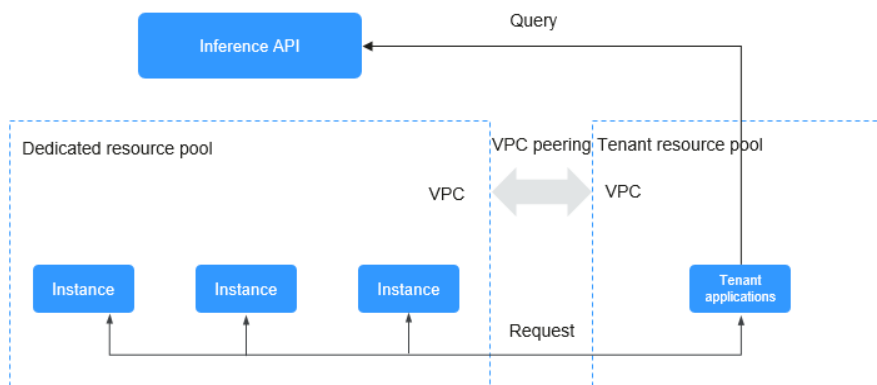 Query
Inference API
Dedicated resource pool
VPC peering
Tenant resource pool
VPC
VPC
Instance
Instance
Instance
Tenant
applications
Request